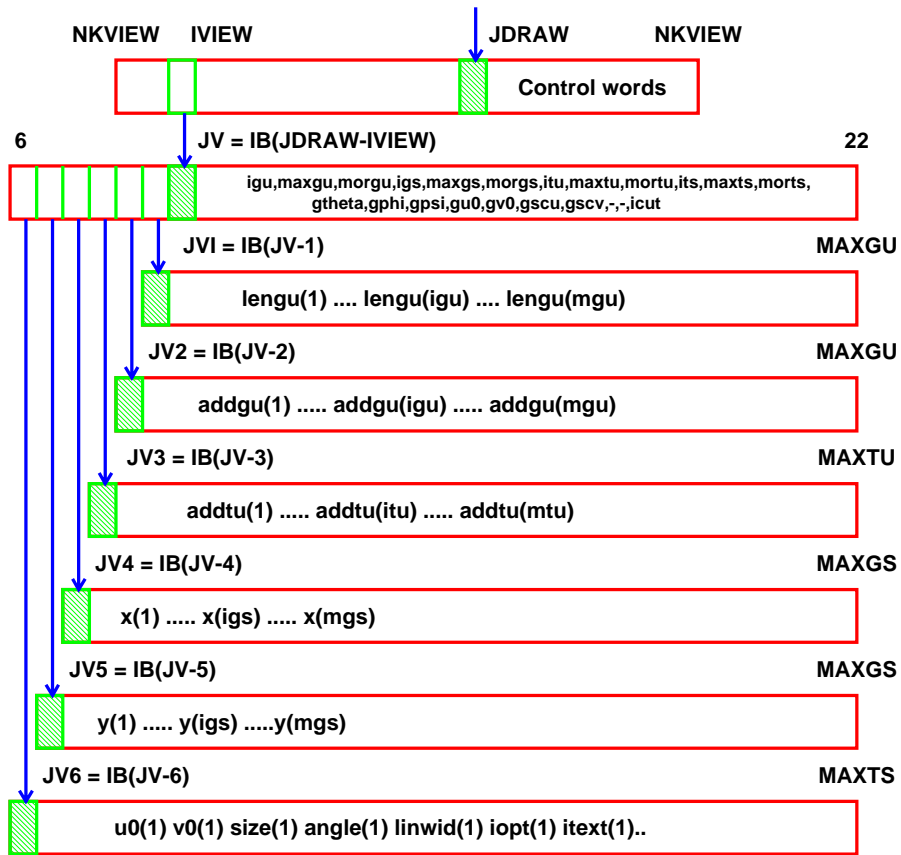 NKVIEW IVIEW JDRAW NKVIEW
Control words
6 JV = IB(JDRAW-IVIEW) 22
igu,maxgu,morgu,igs,maxgs,morgs,itu,maxtu,mortu,its,maxts,morts,
gtheta,gphi,gpsi,gu0,gv0,gscu,gscv,-,-,icut
JVI = IB(JV-1) MAXGU
lengu(1) .... lengu(igu) .... lengu(mgu)
JV2 = IB(JV-2) MAXGU
addgu(1) ..... addgu(igu) ..... addgu(mgu)
JV3 = IB(JV-3) MAXTU
addtu(1) ..... addtu(itu) ..... addtu(mtu)
JV4 = IB(JV-4) MAXGS
x(1) ..... x(igs) ..... x(mgs)
JV5 = IB(JV-5) MAXGS
y(1) ..... y(igs) .....y(mgs)
JV6 = IB(JV-6) MAXTS
u0(1) v0(1) size(1) angle(1) linwid(1) iopt(1) itext(1)..